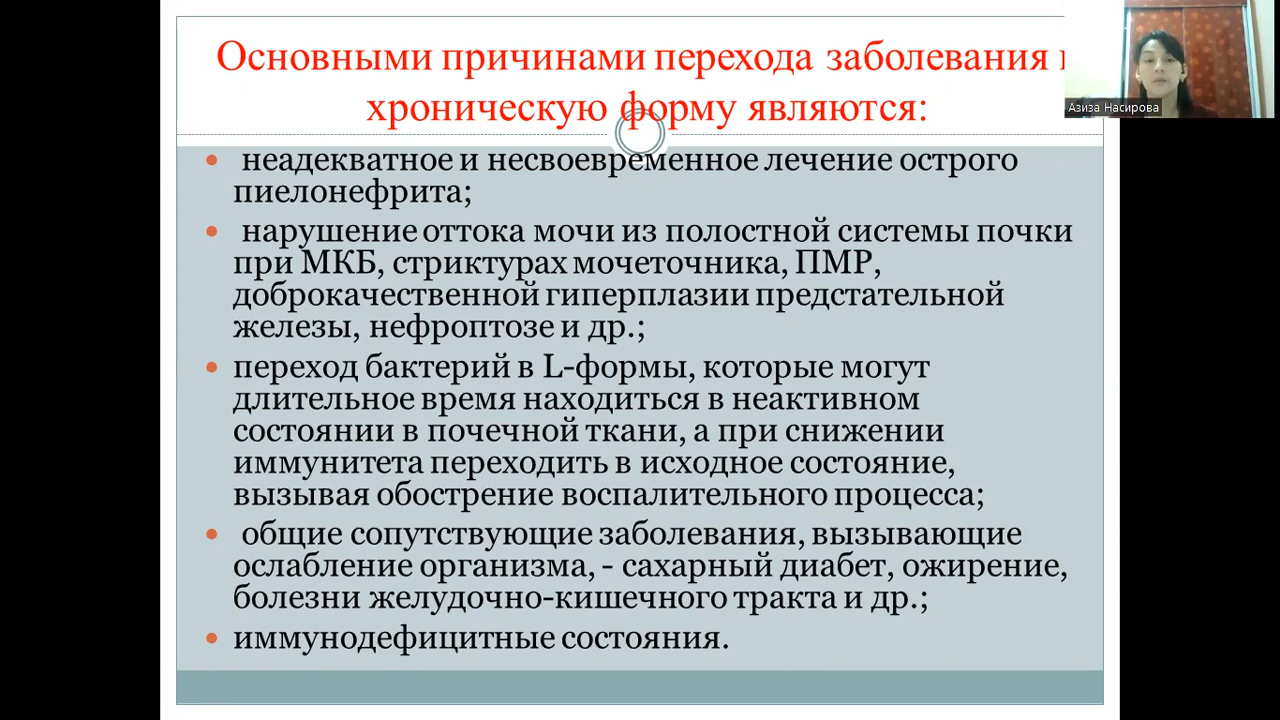 Основными причинами перехода заболевания
хроническую форму являются:
Азиза Насирова
• неадекватное и несвоевременное лечение острого
пиелонефрита;
• нарушение оттока мочи из полостной системы почки
при МКБ, стриктурах мочеточника, ПМР,
доброкачественной гиперплазии предстательной
железы, нефроптозе и др.;
• переход бактерий в L-формы, которые могут
длительное время находиться в неактивном
состоянии в почечной ткани, а при снижении
иммунитета переходить в исходное состояние,
вызывая обострение воспалительного процесса;
• общие сопутствующие заболевания, вызывающие
ослабление организма, - сахарный диабет, ожирение,
болезни желудочно-кишечного тракта и др.;
• иммунодефицитные состояния.